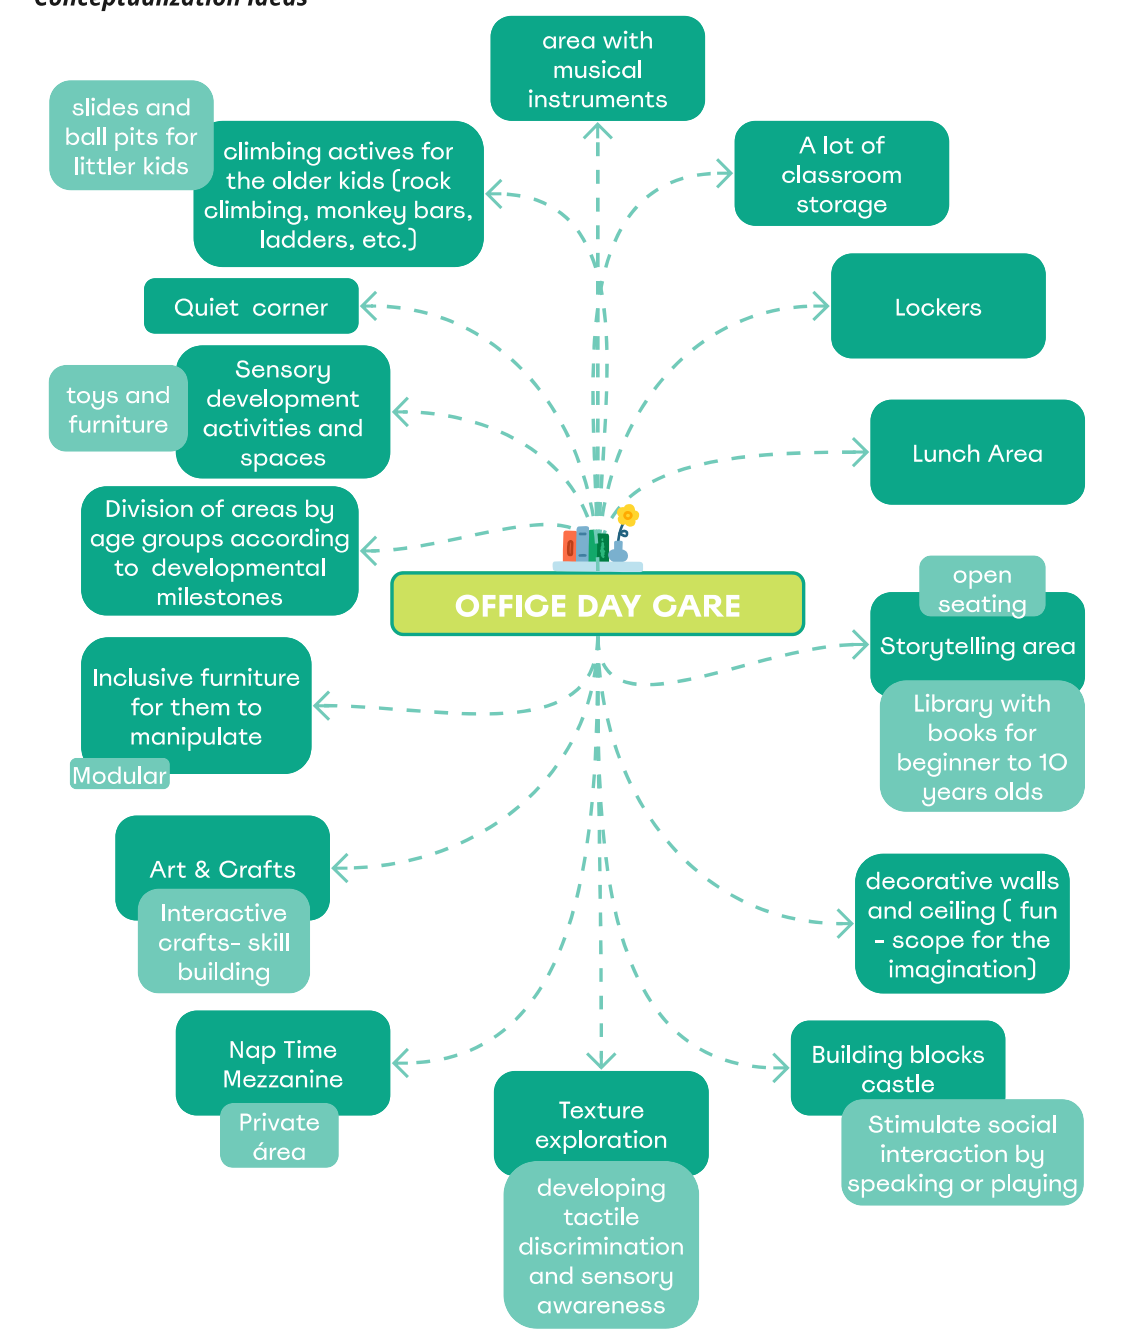 Conceptualization Ideas
area with
musical
instruments
slides and
ball pits for
littler kids
climbing actives for
the older kids (rock
climbing, monkey bars,
ladders, etc.)
A lot of
classroom
storage
Quiet corner
Lockers
toys and
furniture
Sensory
development
activities and
spaces
Lunch Area
Division of areas by
age groups according
to developmental
milestones
OFFICE DAY CARE
open
seating
Storytelling area
Library with
books for
beginner to 10
years olds
Inclusive furniture
for them to
manipulate
Modular
Art & Crafts
Interactive
crafts- skill
building
decorative walls
and ceiling ( fun
- scope for the
imagination)
Nap Time
Mezzanine
Private
área
Texture
exploration
developing
tactile
discrimination
and sensory
awareness
Building blocks
castle
Stimulate social
interaction by
speaking or playing